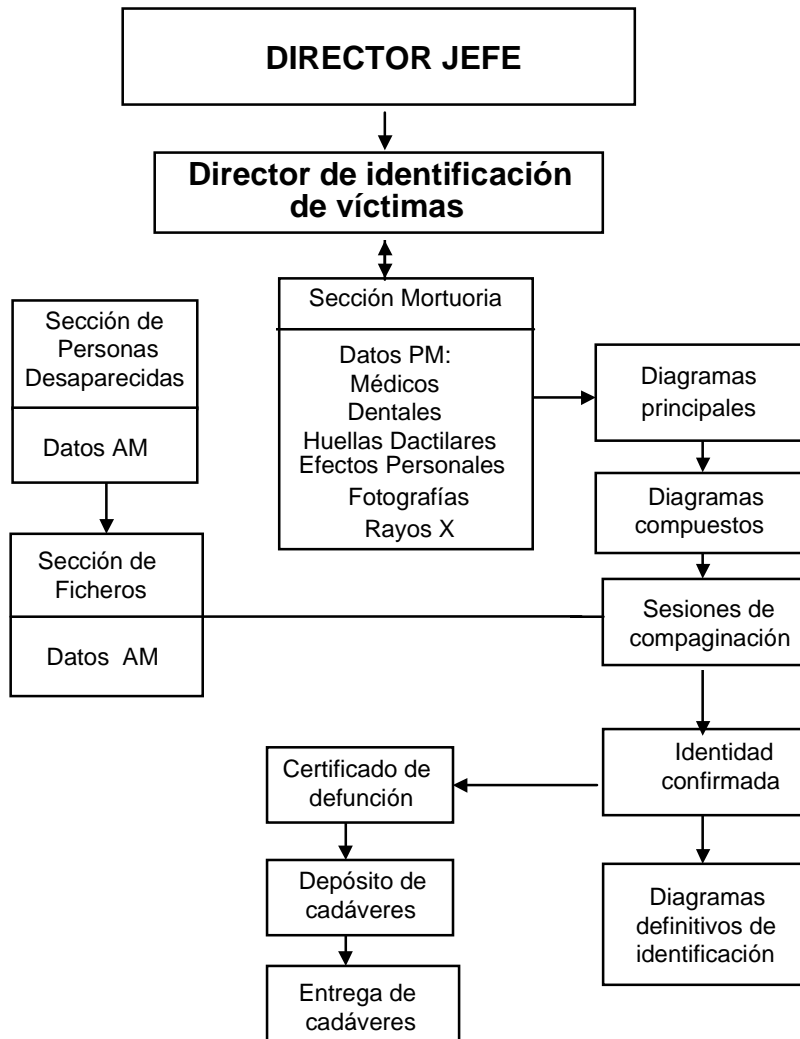 DIRECTOR JEFE
Director de identificación
de víctimas
Sección Mortuoria
Datos PM:
Médicos
Dentales
Huellas Dactilares
Efectos Personales
Fotografías
Rayos X
Sección de
Personas
Desaparecidas
Datos AM
Sección de
Ficheros
Datos AM
Diagramas
principales
Diagramas
compuestos
Sesiones de
compaginación
Identidad
confirmada
Certificado de
defunción
Depósito de
cadáveres
Entrega de
cadáveres
Diagramas
definitivos de
identificación